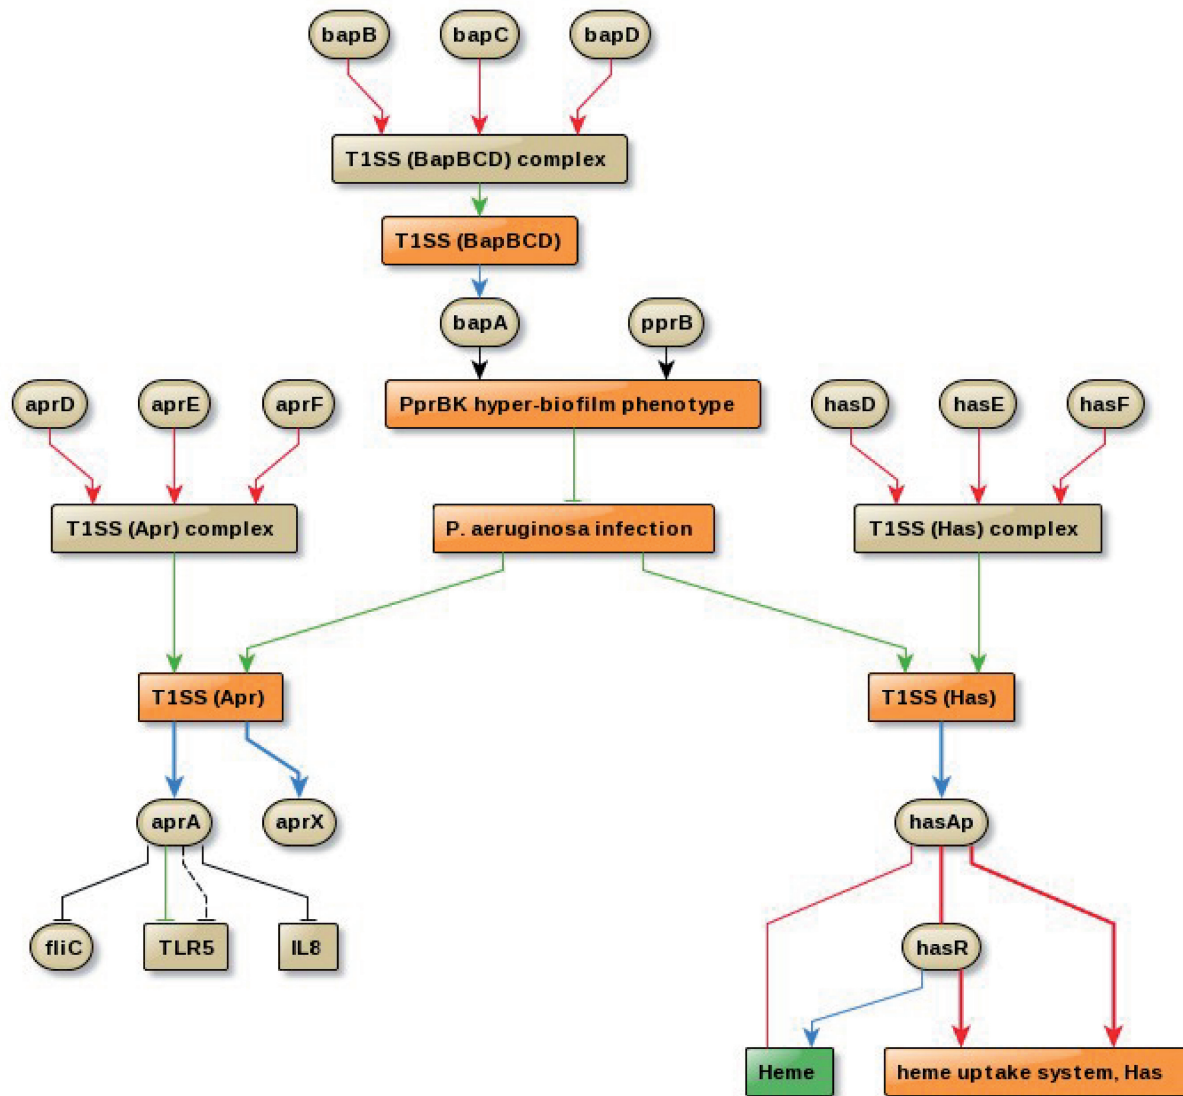 bapB
bapC
bapD
T1SS (BapBCD) complex
T1SS (BapBCD)
bapA
pprB
PprBK hyper-biofilm phenotype
aprD
aprE
aprF
hasD
hasE
hasF
T1SS (Apr) complex
P. aeruginosa infection
T1SS (Has) complex
T1SS (Apr)
T1SS (Has)
aprA
aprX
hasAp
fliC
TLR5
IL8
hasR
Heme
heme uptake system, Has